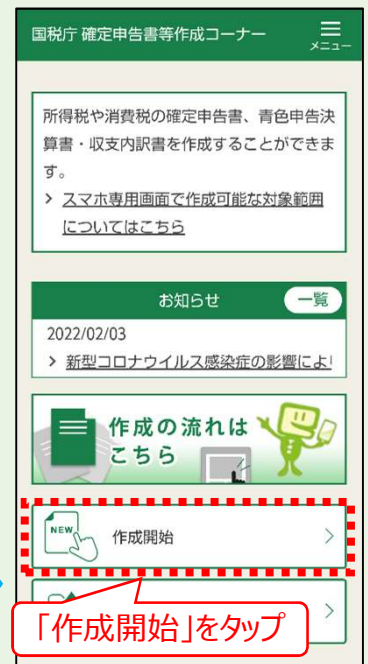 国税庁 確定申告書等作成コーナー
メニュー
所得税や消費税の確定申告書、青色申告決
算書・収支内訳書を作成することができま
す。
> スマホ専用画面で作成可能な対象範囲
についてはこちら
お知らせ
一覧
2022/02/03
> 新型コロナウイルス感染症の影響によ
作成の流れは
こちら
NEW
作成開始
「作成開始」をタップ